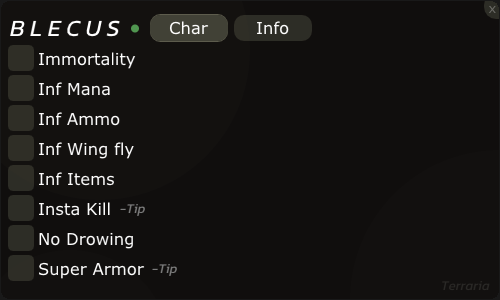 BLECUS Char Info x
Immortality
Inf Mana
Inf Ammo
Inf Wing fly
Inf Items
Insta Kill -Tip
No Drowing
Super Armor -Tip
Terraria